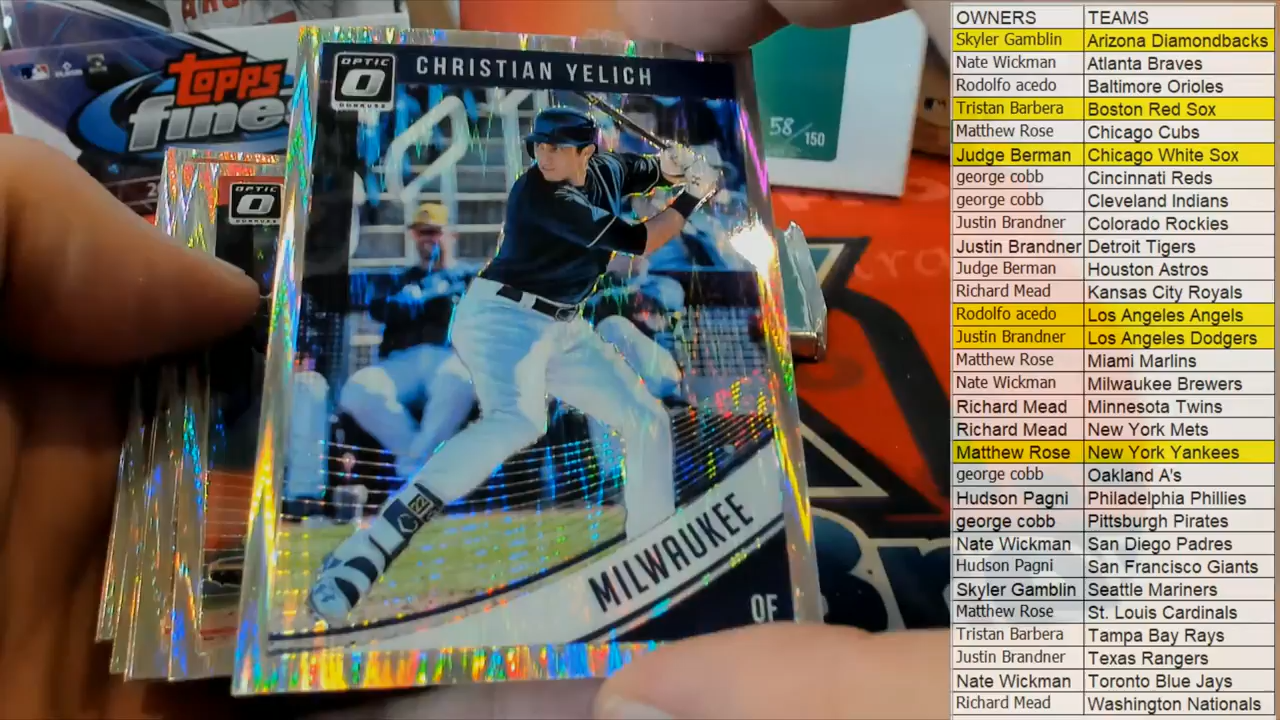 TOPPS
fines
OPTIC
DONRUSS
CHRISTIAN YELICH
58/150
OPTIC
MILWAUKEE
OF
OWNERS TEAMS
Skyler Gamblin Arizona Diamondbacks
Nate Wickman Atlanta Braves
Rodolfo acedo Baltimore Orioles
Tristan Barbera Boston Red Sox
Matthew Rose Chicago Cubs
Judge Berman Chicago White Sox
george cobb Cincinnati Reds
george cobb Cleveland Indians
Justin Brandner Colorado Rockies
Justin Brandner Detroit Tigers
Judge Berman Houston Astros
Richard Mead Kansas City Royals
Rodolfo acedo Los Angeles Angels
Justin Brandner Los Angeles Dodgers
Matthew Rose Miami Marlins
Nate Wickman Milwaukee Brewers
Richard Mead Minnesota Twins
Richard Mead New York Mets
Matthew Rose New York Yankees
george cobb Oakland A's
Hudson Pagni Philadelphia Phillies
george cobb Pittsburgh Pirates
Nate Wickman San Diego Padres
Hudson Pagni San Francisco Giants
Skyler Gamblin Seattle Mariners
Matthew Rose St. Louis Cardinals
Tristan Barbera Tampa Bay Rays
Justin Brandner Texas Rangers
Nate Wickman Toronto Blue Jays
Richard Mead Washington Nationals